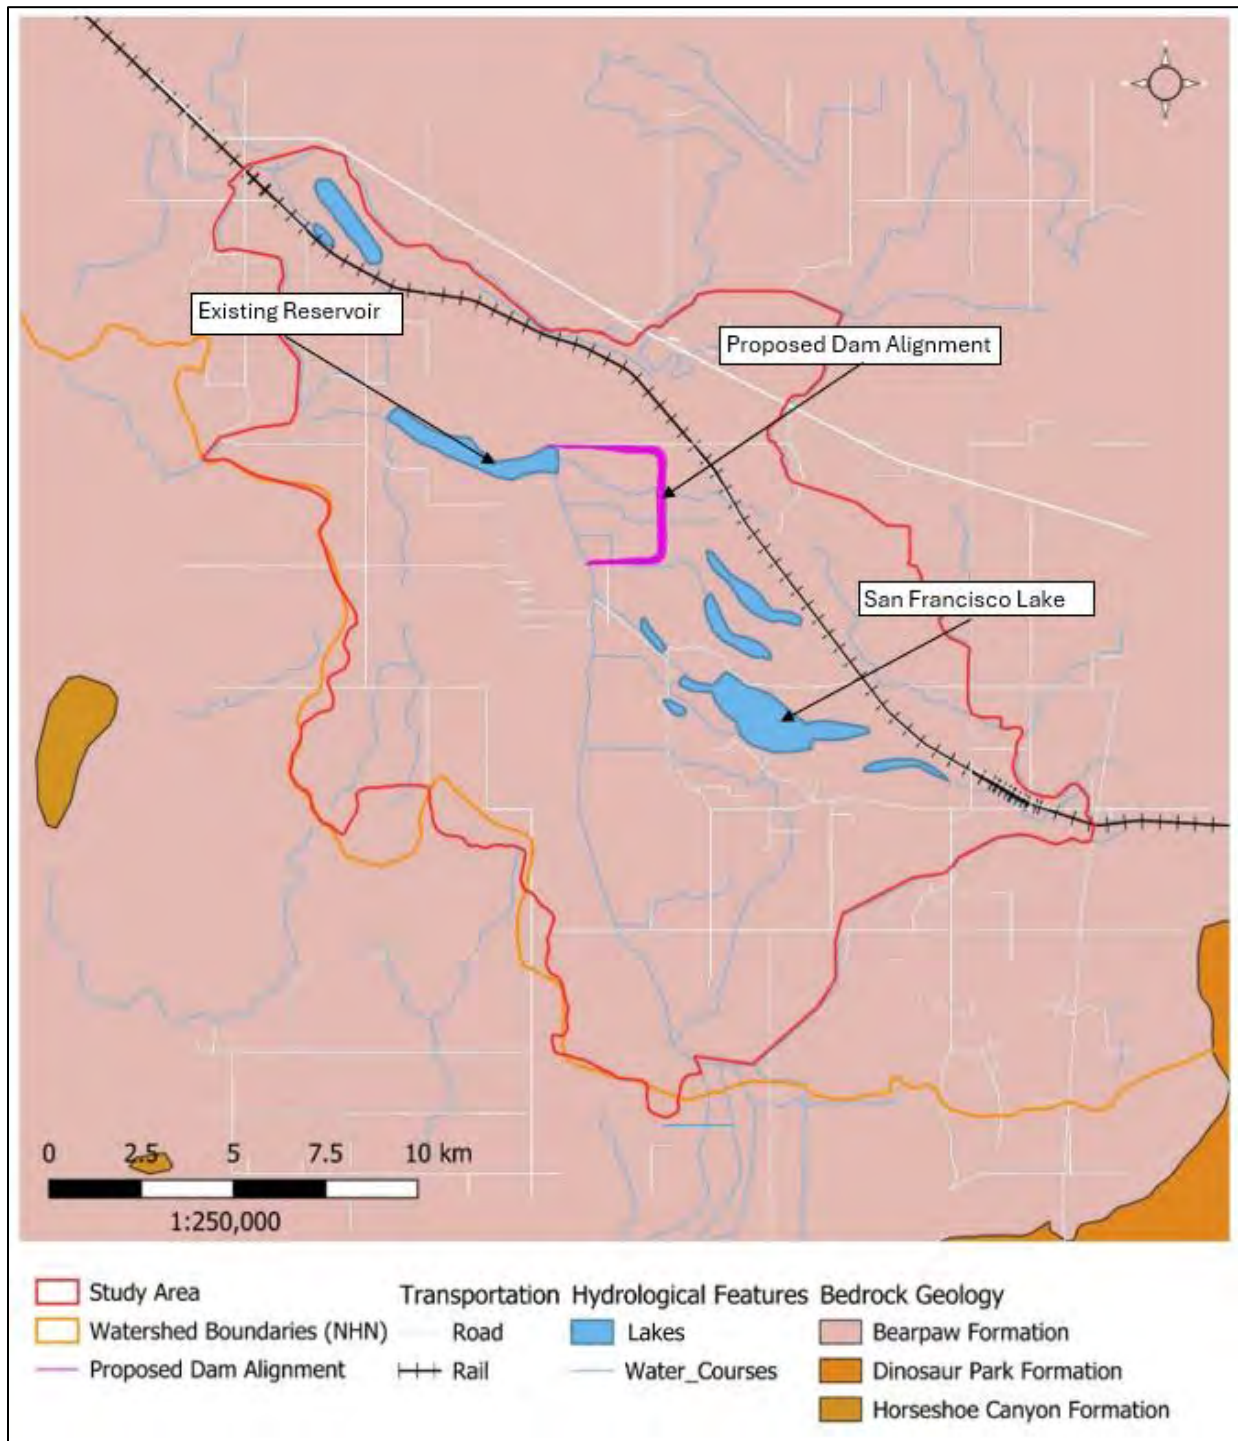 Existing Reservoir
Proposed Dam Alignment
San Francisco Lake
0 2.5 5 7.5 10 km
1:250,000
Study Area
Watershed Boundaries (NHN)
Proposed Dam Alignment
Transportation
Road
Rail
Hydrological Features
Lakes
Water_Courses
Bedrock Geology
Bearpaw Formation
Dinosaur Park Formation
Horseshoe Canyon Formation